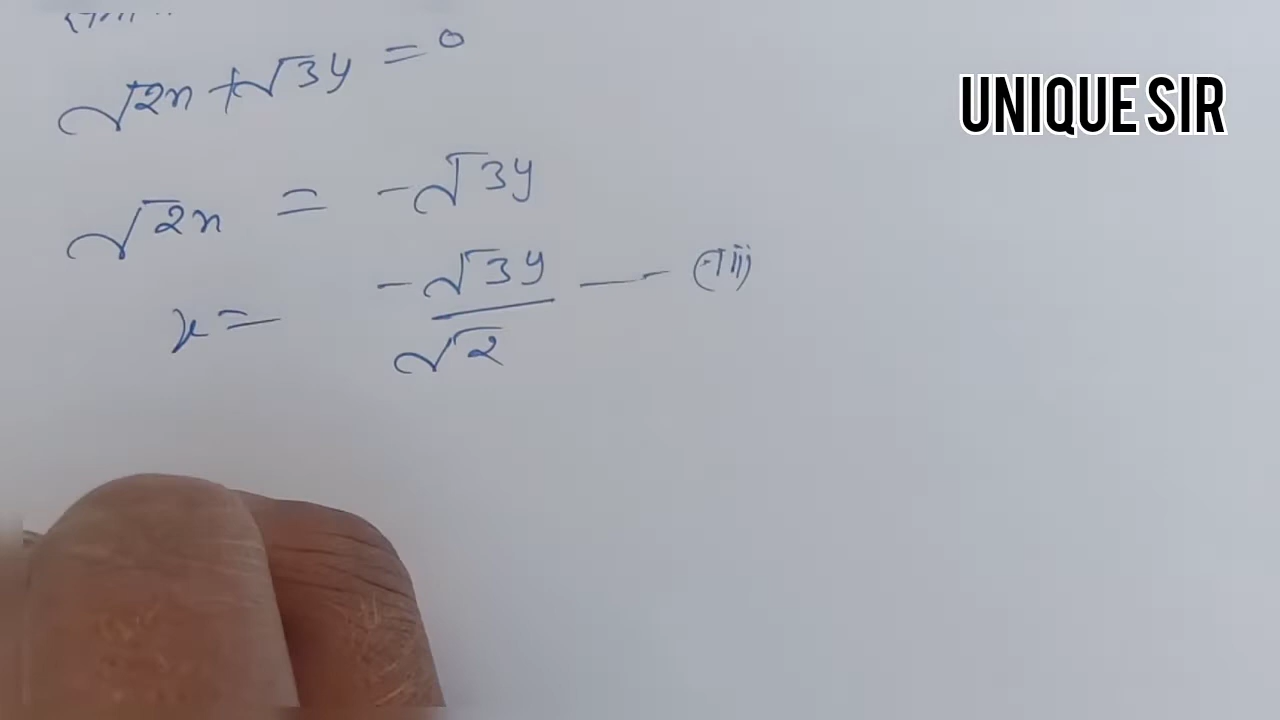 √2x + √3y = 0
UNIQUE SIR
√2x = -√3y
x = -√3y / √2 —— (iii)